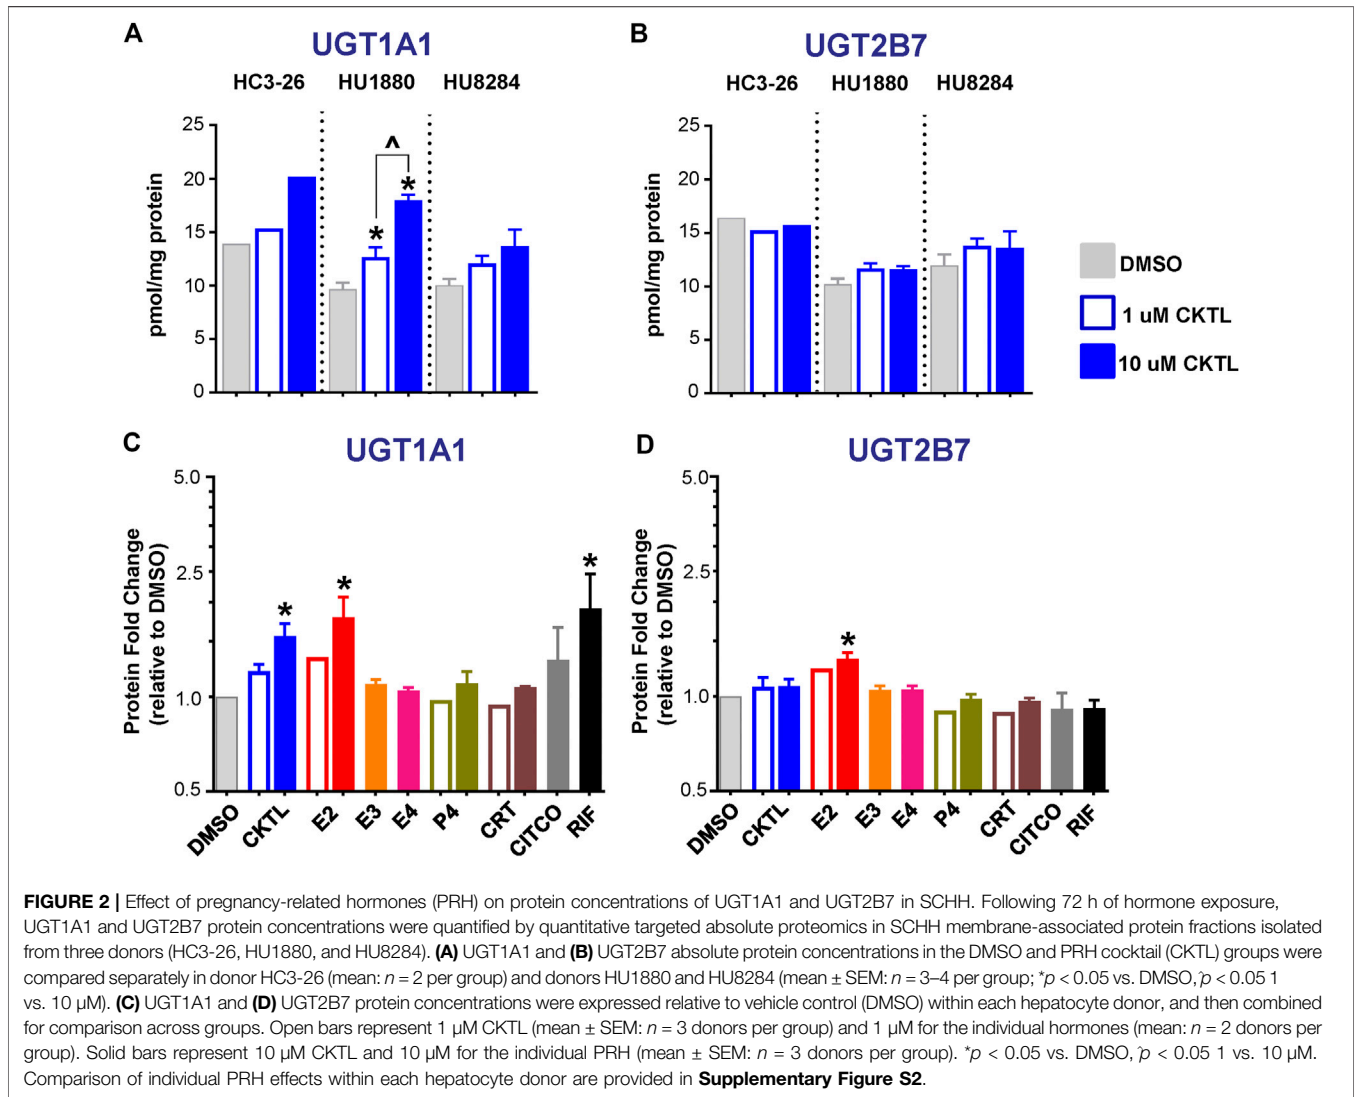 A
UGT1A1
HC3-26 HU1880 HU8284
pmol/mg protein
25
20
15
10
5
0
^
*
*
B
UGT2B7
HC3-26 HU1880 HU8284
pmol/mg protein
25
20
15
10
5
0
DMSO
1 uM CKTL
10 uM CKTL
C
UGT1A1
Protein Fold Change
(relative to DMSO)
5.0
2.5
1.0
0.5
*
*
*
DMSO
CKTL
E2
E3
E4
P4
CRT
CITCO
RIF
D
UGT2B7
Protein Fold Change
(relative to DMSO)
5.0
2.5
1.0
0.5
*
DMSO
CKTL
E2
E3
E4
P4
CRT
CITCO
RIF
FIGURE 2 | Effect of pregnancy-related hormones (PRH) on protein concentrations of UGT1A1 and UGT2B7 in SCHH. Following 72 h of hormone exposure,
UGT1A1 and UGT2B7 protein concentrations were quantified by quantitative targeted absolute proteomics in SCHH membrane-associated protein fractions isolated
from three donors (HC3-26, HU1880, and HU8284). (A) UGT1A1 and (B) UGT2B7 absolute protein concentrations in the DMSO and PRH cocktail (CKTL) groups were
compared separately in donor HC3-26 (mean: n = 2 per group) and donors HU1880 and HU8284 (mean ± SEM: n = 3–4 per group; *p < 0.05 vs. DMSO, ^p < 0.05 1
vs. 10 µM). (C) UGT1A1 and (D) UGT2B7 protein concentrations were expressed relative to vehicle control (DMSO) within each hepatocyte donor, and then combined
for comparison across groups. Open bars represent 1 µM CKTL (mean ± SEM: n = 3 donors per group) and 1 µM for the individual hormones (mean: n = 2 donors per
group). Solid bars represent 10 µM CKTL and 10 µM for the individual PRH (mean ± SEM: n = 3 donors per group). *p < 0.05 vs. DMSO, ^p < 0.05 1 vs. 10 µM.
Comparison of individual PRH effects within each hepatocyte donor are provided in Supplementary Figure S2.